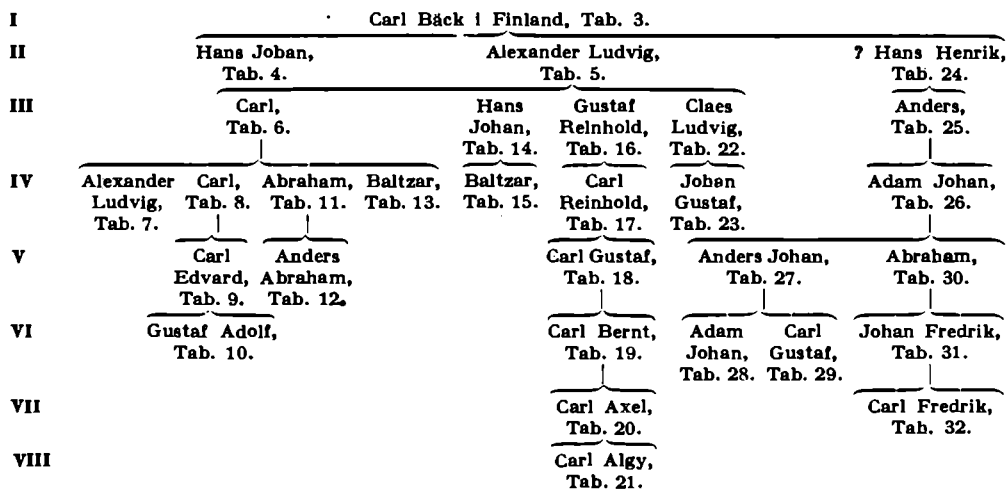 I Carl Bäck i Finland, Tab. 3.
II Hans Johan, Alexander Ludvig, ? Hans Henrik,
Tab. 4. Tab. 5. Tab. 24.
III Carl, Hans Gustaf Claes Anders,
Tab. 6. Johan, Reinhold, Ludvig, Tab. 25.
Tab. 14. Tab. 16. Tab. 22.
IV Alexander Carl, Abraham, Baltzar, Baltzar, Carl Johan Adam Johan,
Ludvig, Tab. 8. Tab. 11. Tab. 13. Tab. 15. Reinhold, Gustaf, Tab. 26.
Tab. 7. Tab. 17. Tab. 23.
V Carl Anders Carl Gustaf, Anders Johan, Abraham,
Edvard, Abraham, Tab. 18. Tab. 27. Tab. 30.
Tab. 9. Tab. 12.
VI Gustaf Adolf, Carl Bernt, Adam Carl Johan Fredrik,
Tab. 10. Tab. 19. Johan, Gustaf, Tab. 31.
Tab. 28. Tab. 29.
VII Carl Axel, Carl Fredrik,
Tab. 20. Tab. 32.
VIII Carl Algy,
Tab. 21.